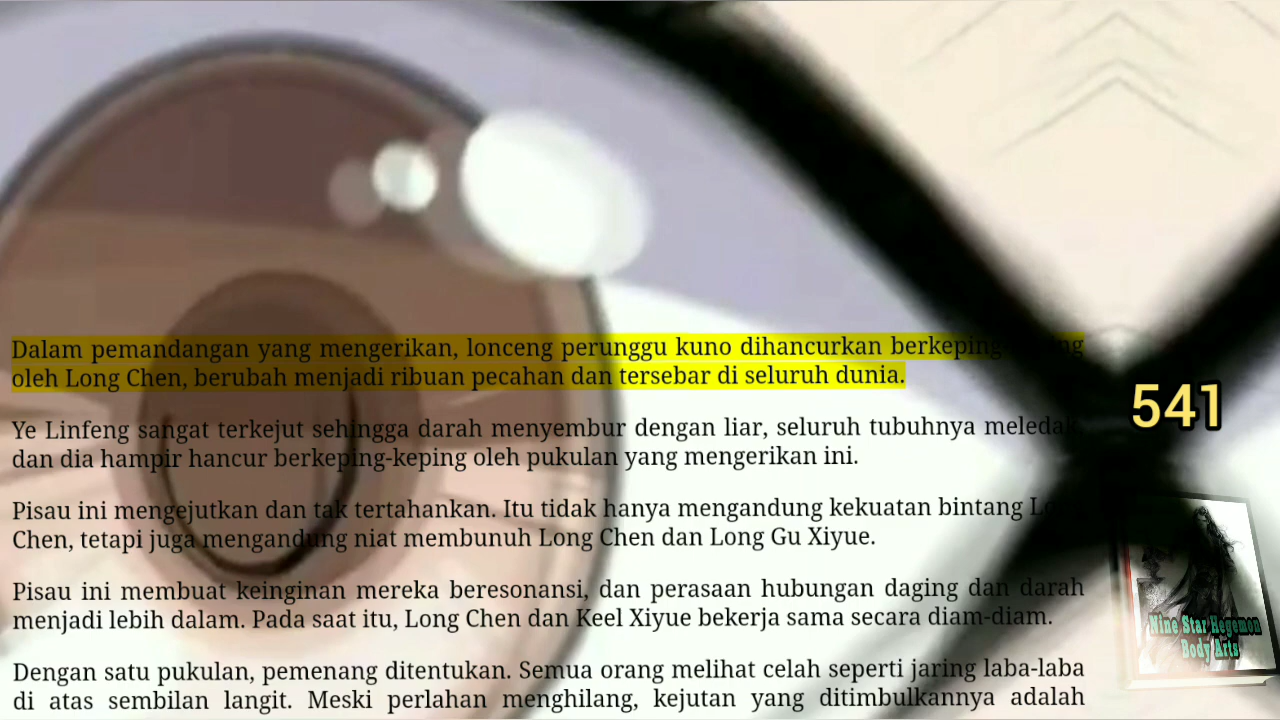 Dalam pemandangan yang mengerikan, lonceng perunggu kuno dihancurkan berkeping-keping
oleh Long Chen, berubah menjadi ribuan pecahan dan tersebar di seluruh dunia.
Ye Linfeng sangat terkejut sehingga darah menyembur dengan liar, seluruh tubuhnya meledak,
dan dia hampir hancur berkeping-keping oleh pukulan yang mengerikan ini.
Pisau ini mengejutkan dan tak tertahankan. Itu tidak hanya mengandung kekuatan bintang Long
Chen, tetapi juga mengandung niat membunuh Long Chen dan Long Gu Xiyue.
Pisau ini membuat keinginan mereka beresonansi, dan perasaan hubungan daging dan darah
menjadi lebih dalam. Pada saat itu, Long Chen dan Keel Xiyue bekerja sama secara diam-diam.
Dengan satu pukulan, pemenang ditentukan. Semua orang melihat celah seperti jaring laba-laba
di atas sembilan langit. Meski perlahan menghilang, kejutan yang ditimbulkannya adalah
541
Nine Star Hegemon
Body Arts